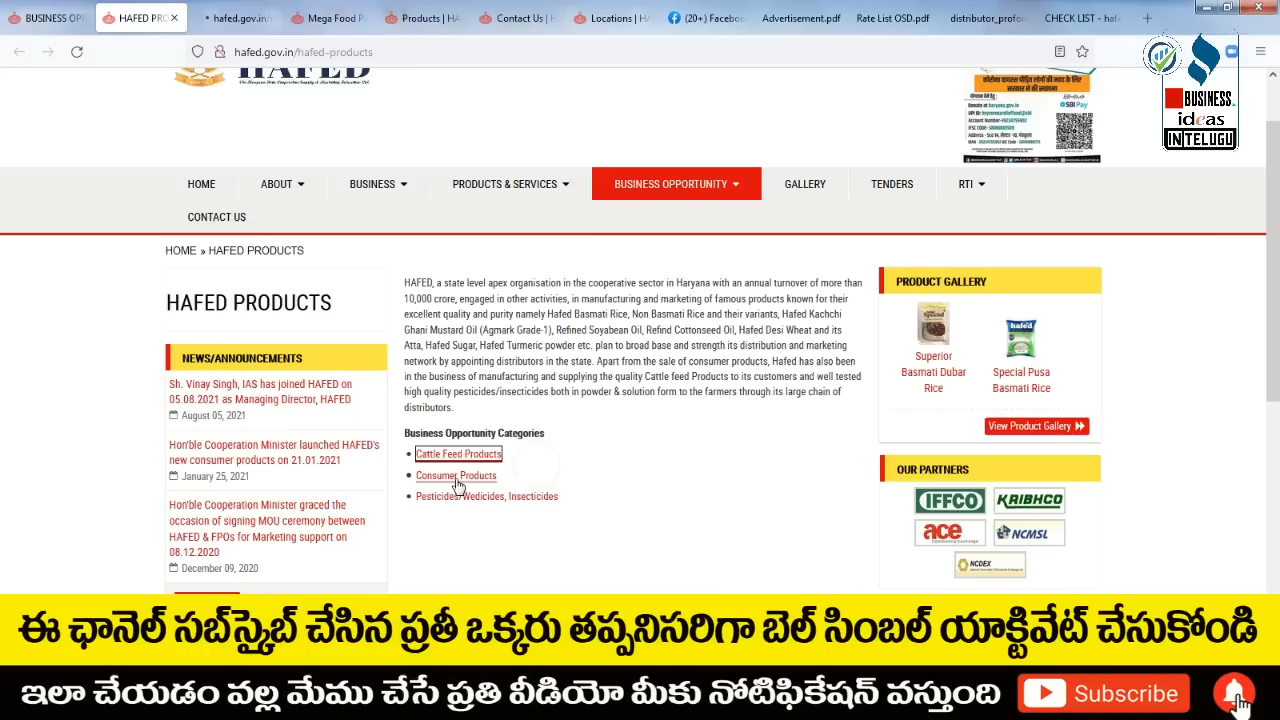 BUSINESS OP
HAFED PR
hafed.gov.in/
Mega Food P
Products | HA
Contact Us |
Locations | HA
(20+) Faceboo
Advertisement.pdf
Rate List OSD.pdf
distributor_profor
CHECK LIST - hafe
hafed.gov.in/hafed-products
HAFED
BUSINESS.
ideas
IN TELUGU
SBI Pay
HOME
ABOUT
BUSINESS
PRODUCTS & SERVICES
BUSINESS OPPORTUNITY
GALLERY
TENDERS
RTI
CONTACT US
HOME » HAFED PRODUCTS
HAFED PRODUCTS
NEWS/ANNOUNCEMENTS
Sh. Vinay Singh, IAS has joined HAFED on
05.08.2021 as Managing Director, HAFED
August 05, 2021
Hon'ble Cooperation Minister launched HAFED's
new consumer products on 21.01.2021
January 25, 2021
Hon'ble Cooperation Minister graced the
occasion of signing MOU ceremony between
HAFED & FPOs for Marketing support on
08.12.2020
December 09, 2020
HAFED, a state level apex organisation in the cooperative sector in Haryana with an annual turnover of more than
10,000 crore, engaged in other activities, in manufacturing and marketing of famous products known for their
excellent quality and purity namely Hafed Basmati Rice, Non Basmati Rice and their variants, Hafed Kachchi
Ghani Mustard Oil (Agmark Grade-1), Refined Soyabean Oil, Refind Cottonseed Oil, Hafed Desi Wheat and its
Atta, Hafed Sugar, Hafed Turmeric powder etc. plan to broad base and strength its distribution and marketing
network by appointing distributors in the state. Apart from the sale of consumer products, Hafed has also been
in the business of manufacturing and supplying the quality Cattle feed Products to its customers and well tested
high quality pesticides/insecticides both in powder & solution form to the farmers through its large chain of
distributors.
Business Opportunity Categories
Cattle Feed Products
Consumer Products
Pesticides, Wedicides, Insecticides
PRODUCT GALLERY
Superior
Basmati Dubar
Rice
hafed
Special Pusa
Basmati Rice
View Product Gallery
OUR PARTNERS
IFFCO
KRIBHCO
ace
NCMSL
NCDEX
ఈ ఛానెల్ సబ్‌స్క్రైబ్ చేసిన ప్రతీ ఒక్కరు తప్పనిసరిగా బెల్ సింబల్ యాక్టివేట్ చేసుకోండి
ఇలా చేయడం వల్ల మేము చేసే ప్రతి వీడియో మీకు నోటిఫికేషన్ వస్తుంది
Subscribe